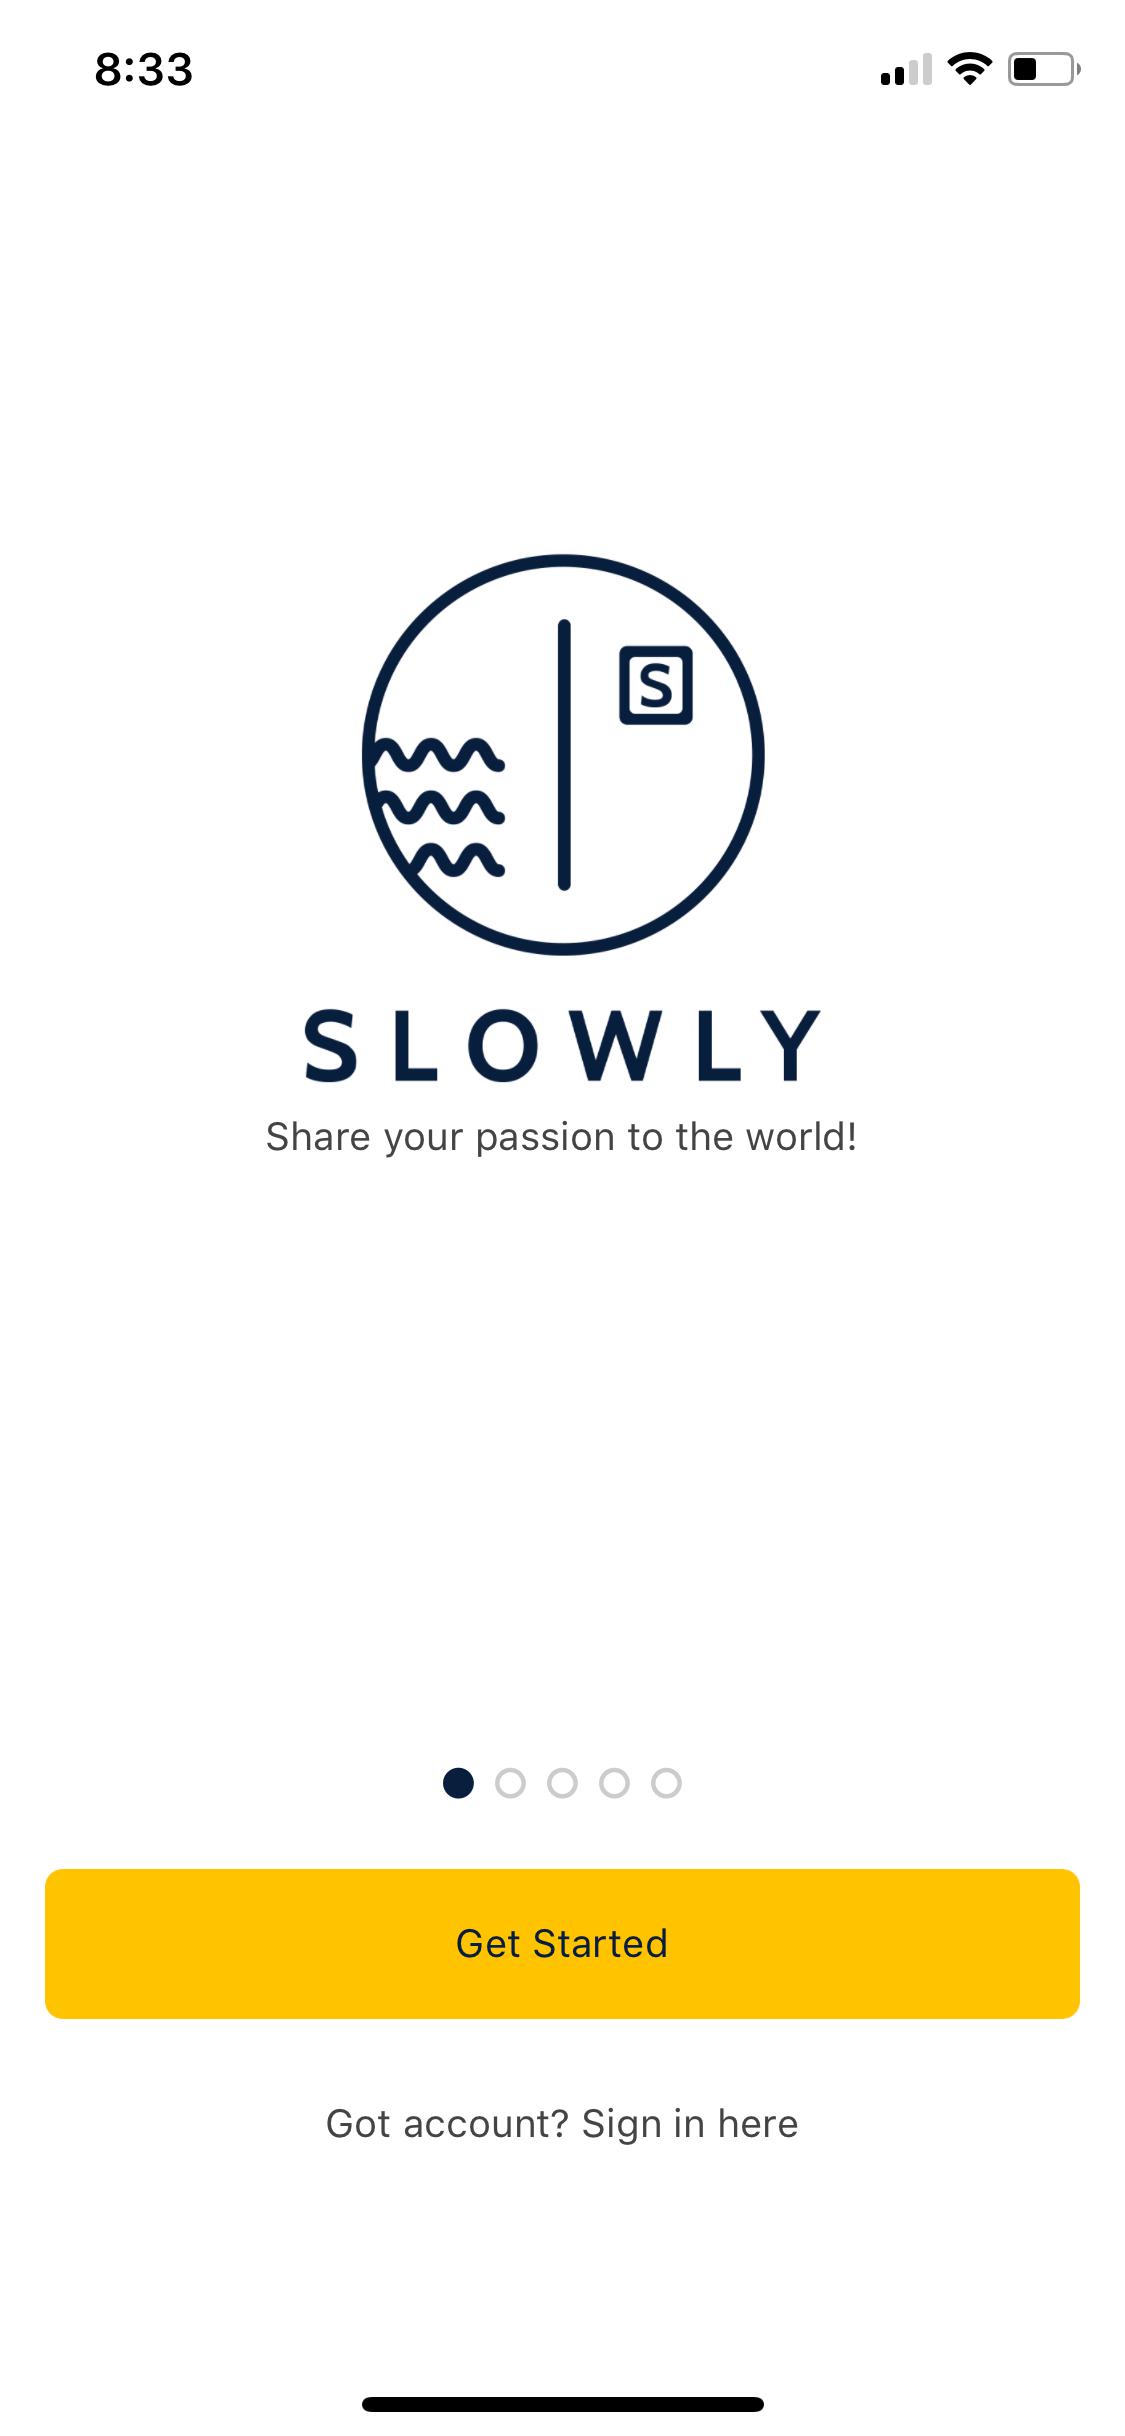 8:33
S
SLOWLY
Share your passion to the world!
Get Started
Got account? Sign in here